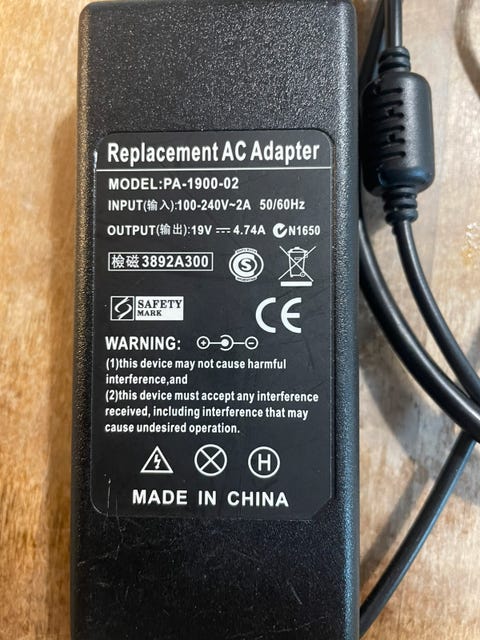 Replacement AC Adapter
MODEL:PA-1900-02
INPUT(输入):100-240V~2A 50/60Hz
OUTPUT(输出):19V⎓4.74A N1650
檢磁 3892A300
S
SAFETY
MARK
CE
WARNING:
(1)this device may not cause harmful
interference,and
(2)this device must accept any interference
received, including interference that may
cause undesired operation.
H
MADE IN CHINA